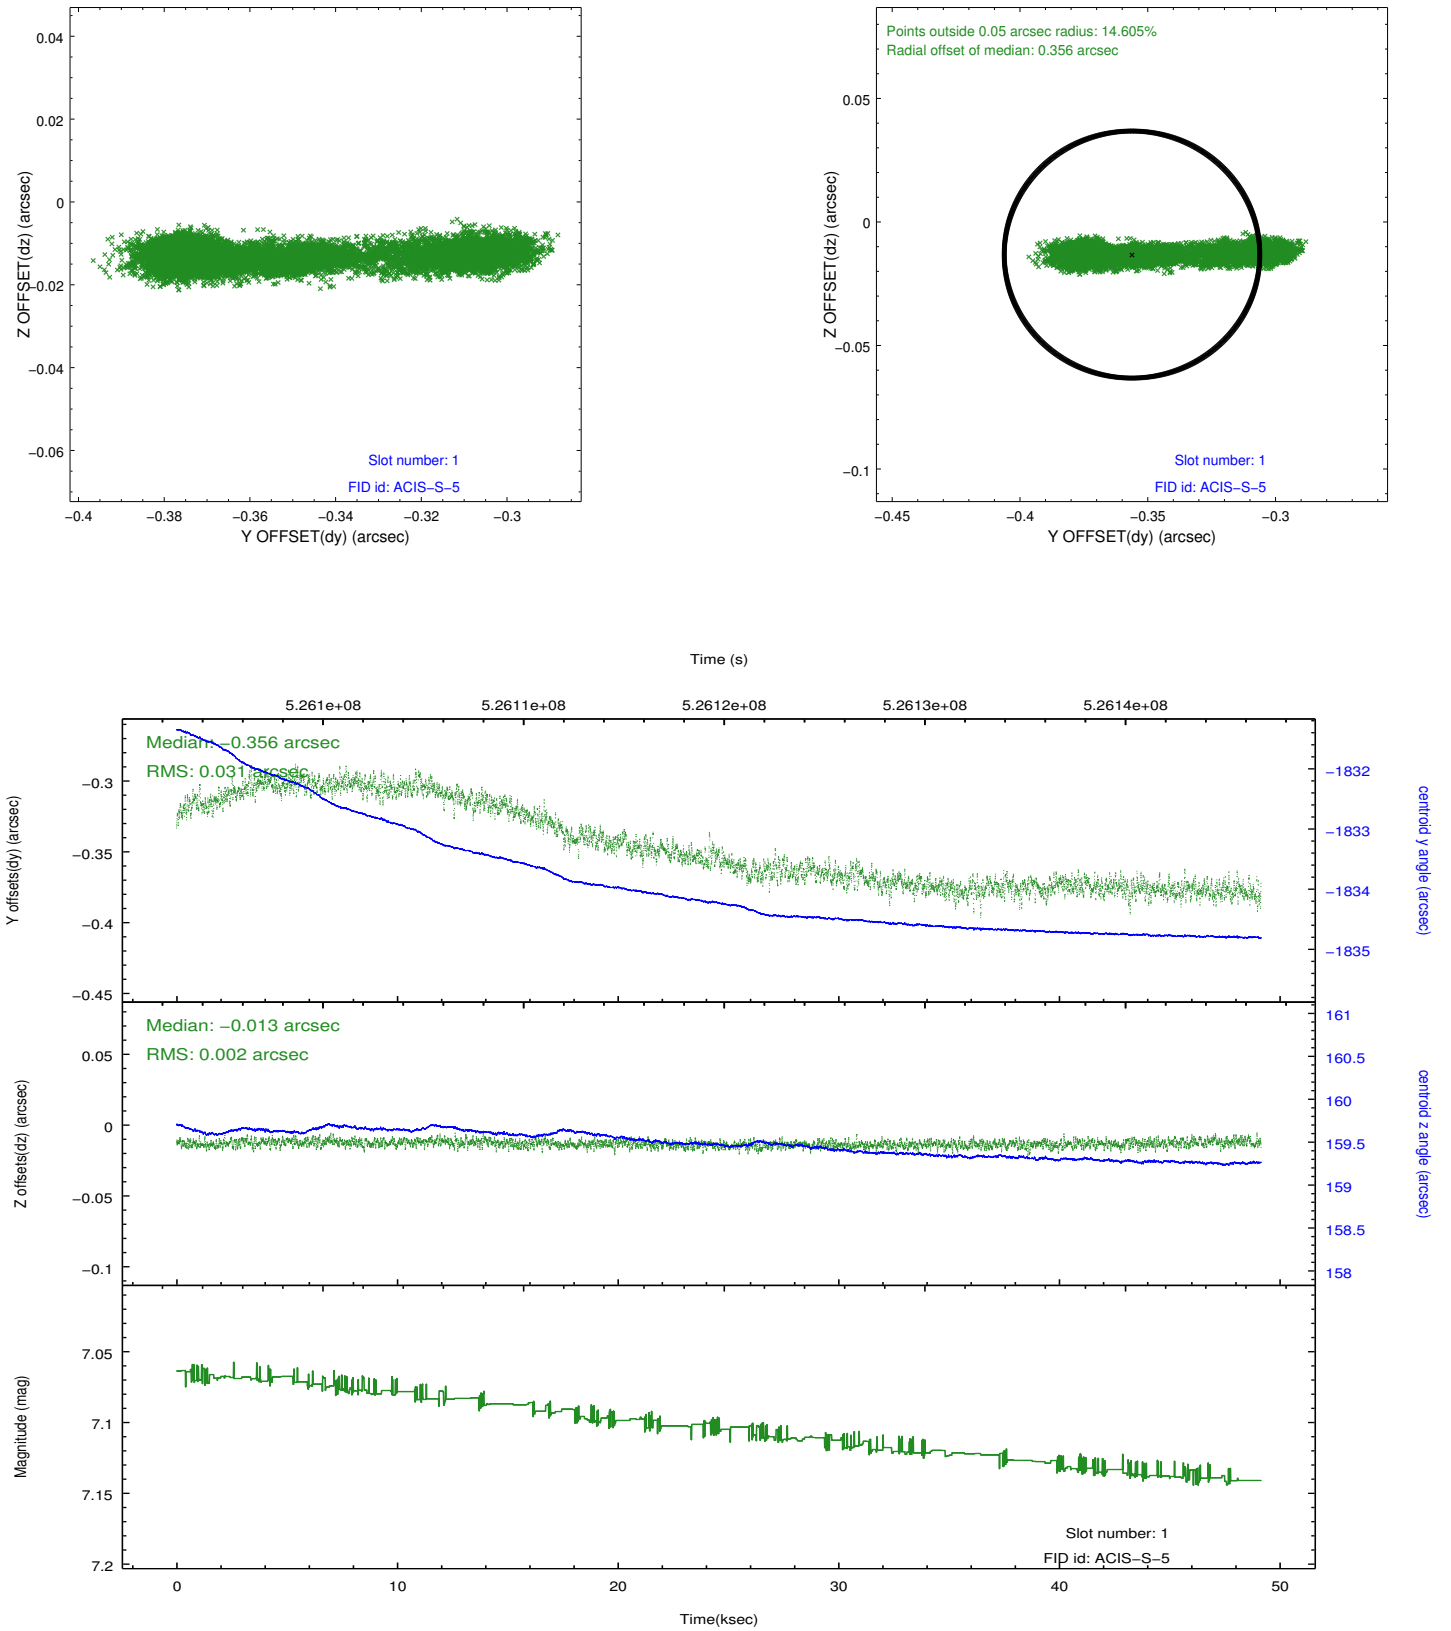 0.04
0.02
0
−0.02
−0.04
−0.06
Z OFFSET(dz) (arcsec)
Slot number: 1
FID id: ACIS−S−5
−0.4 −0.38 −0.36 −0.34 −0.32 −0.3
Y OFFSET(dy) (arcsec)
Points outside 0.05 arcsec radius: 14.605%
Radial offset of median: 0.356 arcsec
0.05
0
−0.05
−0.1
Z OFFSET(dz) (arcsec)
Slot number: 1
FID id: ACIS−S−5
−0.45 −0.4 −0.35 −0.3
Y OFFSET(dy) (arcsec)
Time (s)
5.261e+08 5.2611e+08 5.2612e+08 5.2613e+08 5.2614e+08
Median: −0.356 arcsec
RMS: 0.031 arcsec
−0.3
−0.35
−0.4
−0.45
Y offsets(dy) (arcsec)
−1832
−1833
−1834
−1835
centroid y angle (arcsec)
Median: −0.013 arcsec
RMS: 0.002 arcsec
0.05
0
−0.05
−0.1
Z offsets(dz) (arcsec)
161
160.5
160
159.5
159
158.5
158
centroid z angle (arcsec)
7.05
7.1
7.15
7.2
Magnitude (mag)
Slot number: 1
FID id: ACIS−S−5
0 10 20 30 40 50
Time(ksec)